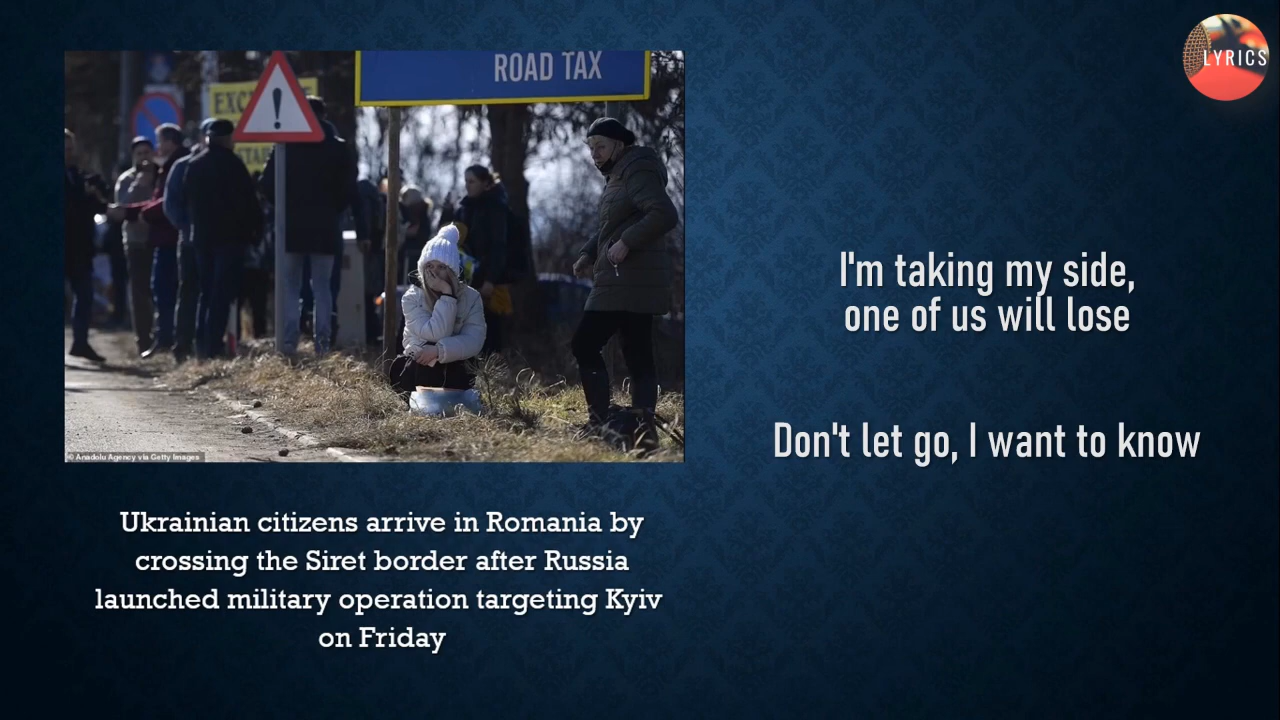 LYRICS
ROAD TAX
© Anadolu Agency via Getty Images
Ukrainian citizens arrive in Romania by
crossing the Siret border after Russia
launched military operation targeting Kyiv
on Friday
I'm taking my side,
one of us will lose
Don't let go, I want to know